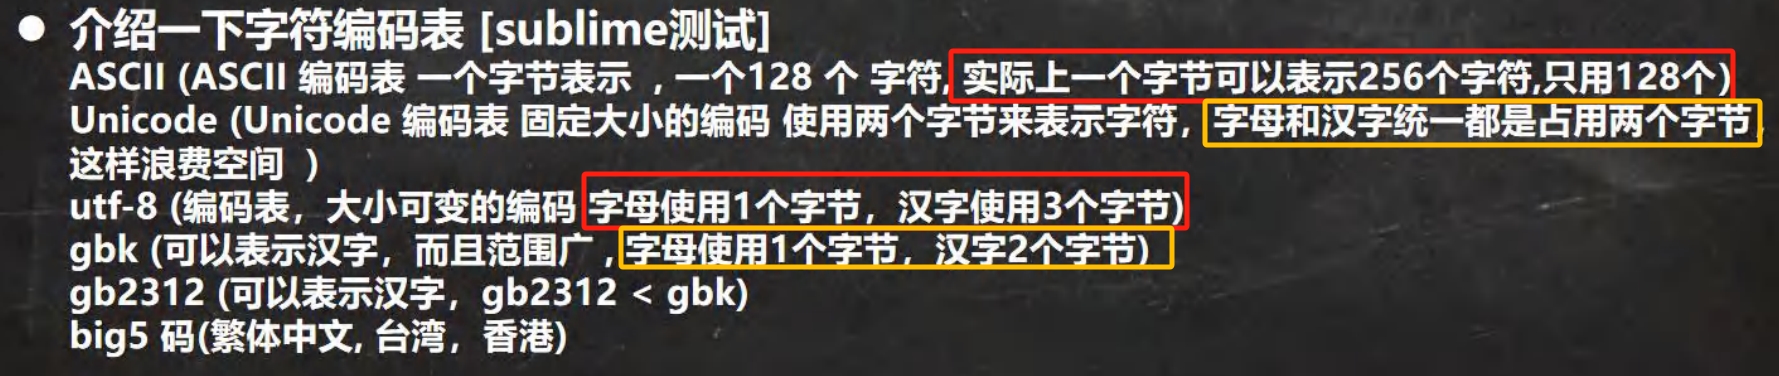 ● 介绍一下字符编码表 [sublime测试]
ASCII (ASCII 编码表 一个字节表示 ，一个128 个 字符, 实际上一个字节可以表示256个字符,只用128个)
Unicode (Unicode 编码表 固定大小的编码 使用两个字节来表示字符，字母和汉字统一都是占用两个字节，
这样浪费空间 ）
utf-8 (编码表，大小可变的编码 字母使用1个字节，汉字使用3个字节)
gbk (可以表示汉字，而且范围广 , 字母使用1个字节，汉字2个字节）
gb2312 (可以表示汉字，gb2312 < gbk)
big5 码(繁体中文, 台湾，香港)